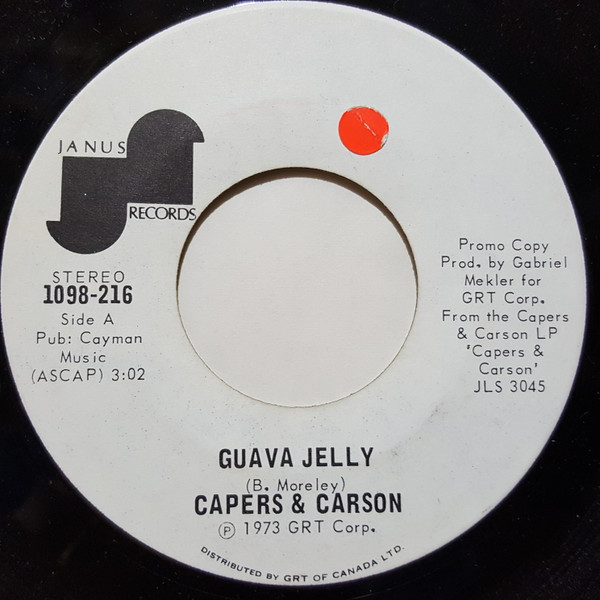 JANUS
RECORDS
STEREO
1098-216
Side A
Pub: Cayman
Music
(ASCAP) 3:02
Promo Copy
Prod. by Gabriel
Mekler for
GRT Corp.
From the Capers
& Carson LP
'Capers &
Carson'
JLS 3045
GUAVA JELLY
(B. Moreley)
CAPERS & CARSON
Ⓟ 1973 GRT Corp.
DISTRIBUTED BY GRT OF CANADA LTD.